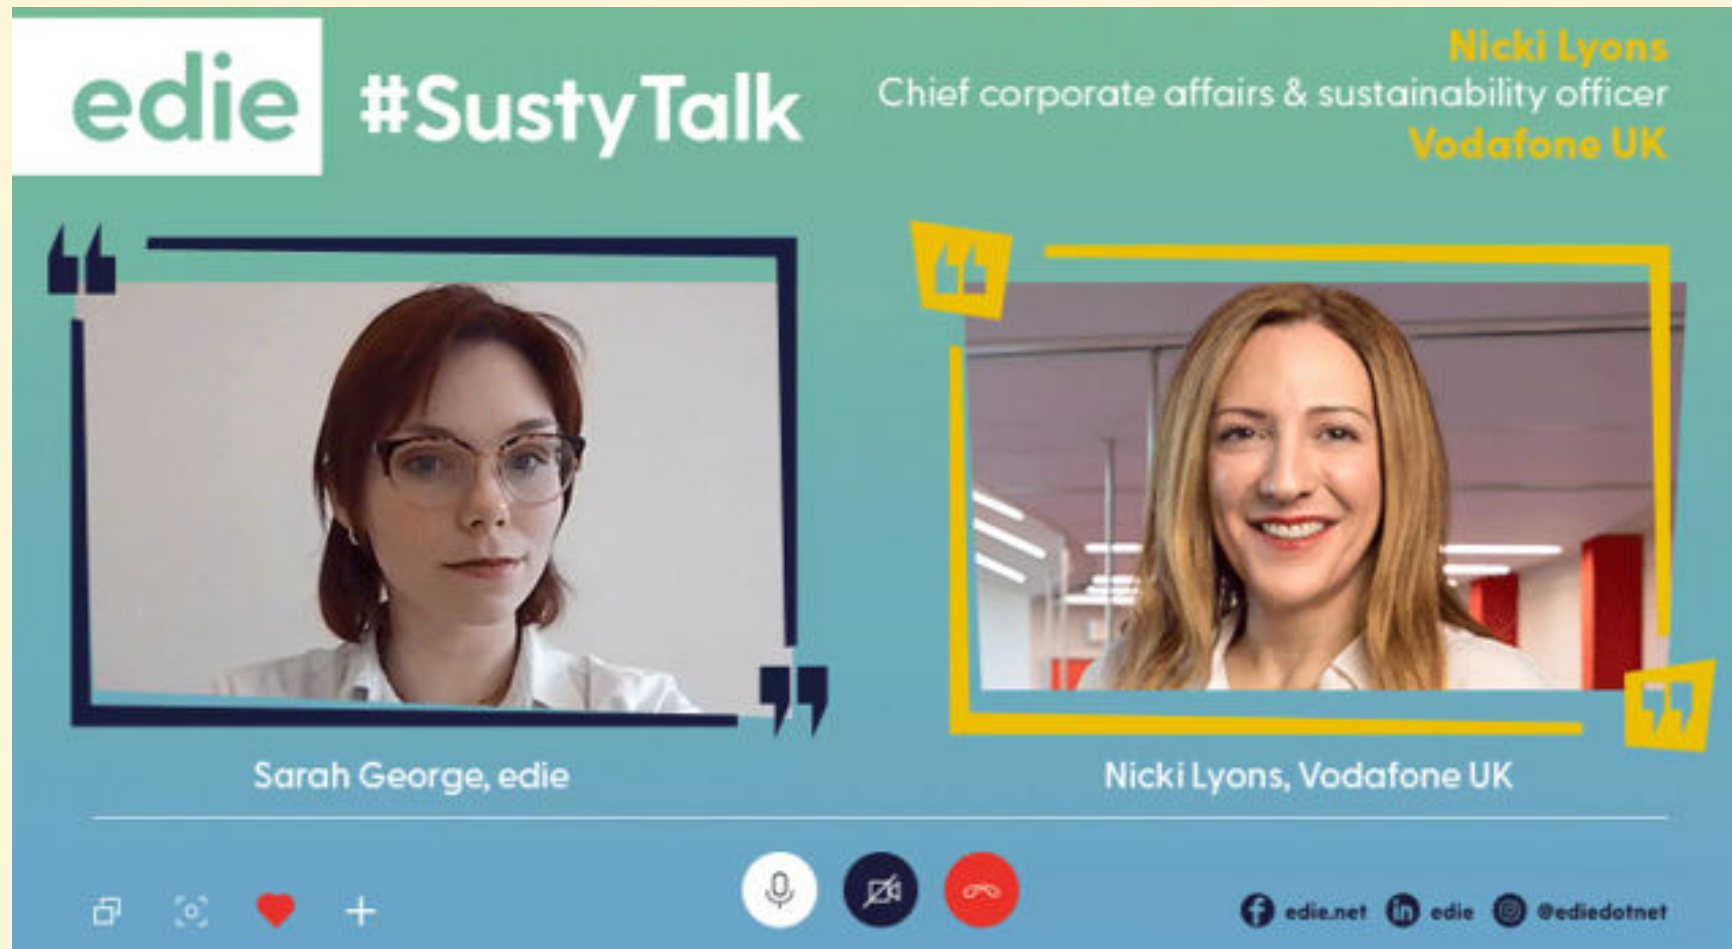 edie
#SustyTalk
Nicki Lyons
Chief corporate affairs & sustainability officer
Vodafone UK
Sarah George, edie
Nicki Lyons, Vodafone UK
edie.net edie @ediedotnet